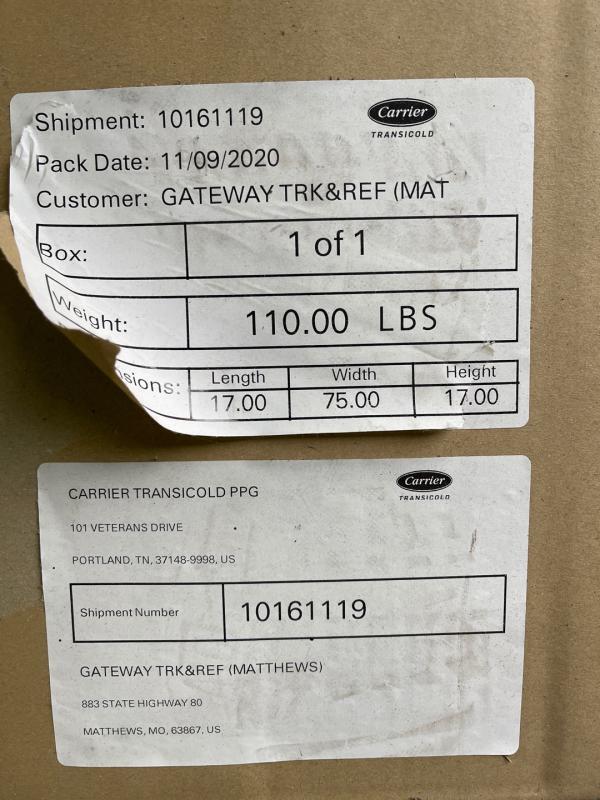 Shipment: 10161119
Carrier
TRANSICOLD
Pack Date: 11/09/2020
Customer: GATEWAY TRK&REF (MAT
Box: 1 of 1
Weight: 110.00 LBS
nsions: Length Width Height
17.00 75.00 17.00
CARRIER TRANSICOLD PPG
Carrier
TRANSICOLD
101 VETERANS DRIVE
PORTLAND, TN, 37148-9998, US
Shipment Number 10161119
GATEWAY TRK&REF (MATTHEWS)
883 STATE HIGHWAY 80
MATTHEWS, MO, 63867, US